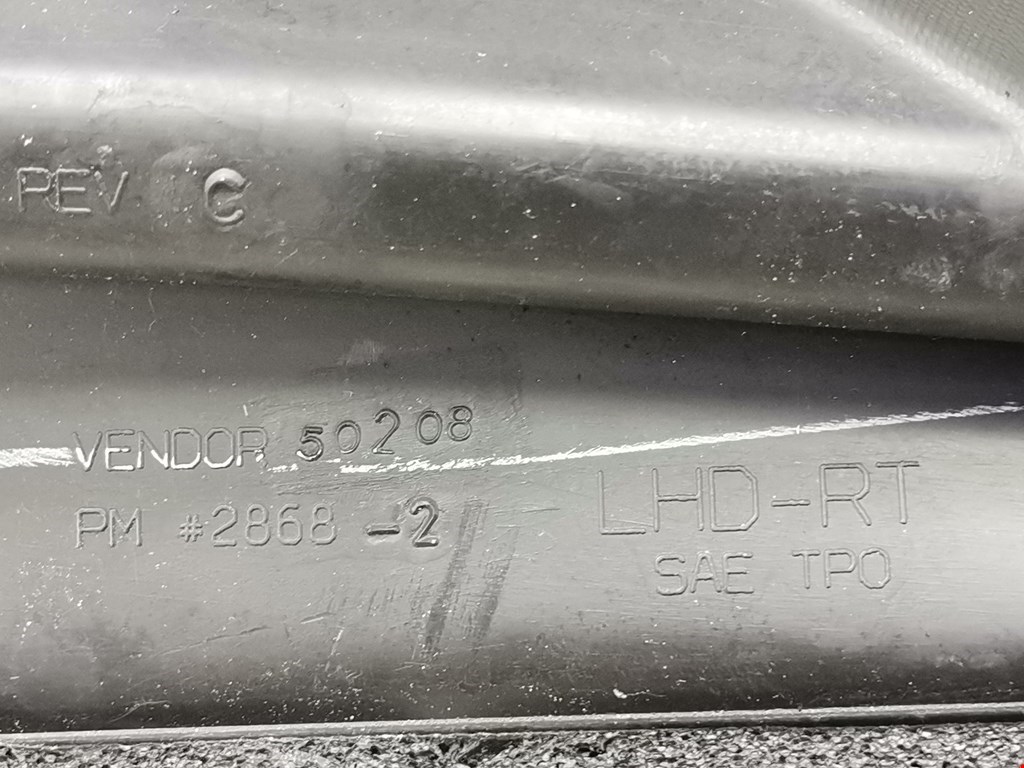 REV C
VENDOR 50208
PM #2868 -2
LHD-RT
SAE TPO